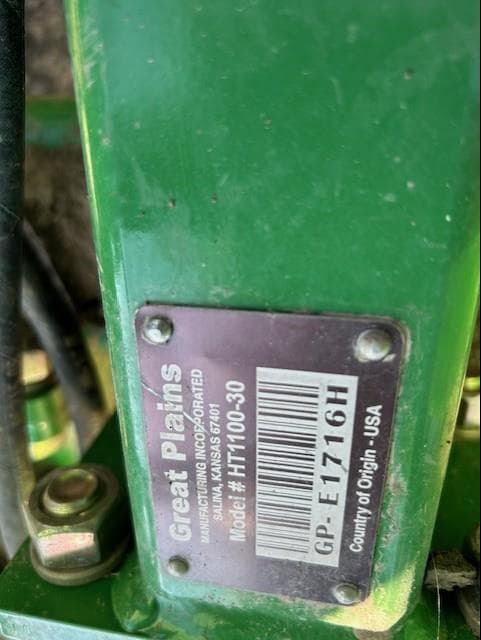 Great Plains
MANUFACTURING INCORPORATED
SALINA, KANSAS 67401
Model # HT1100-30
GP- E1716H
Country of Origin - USA